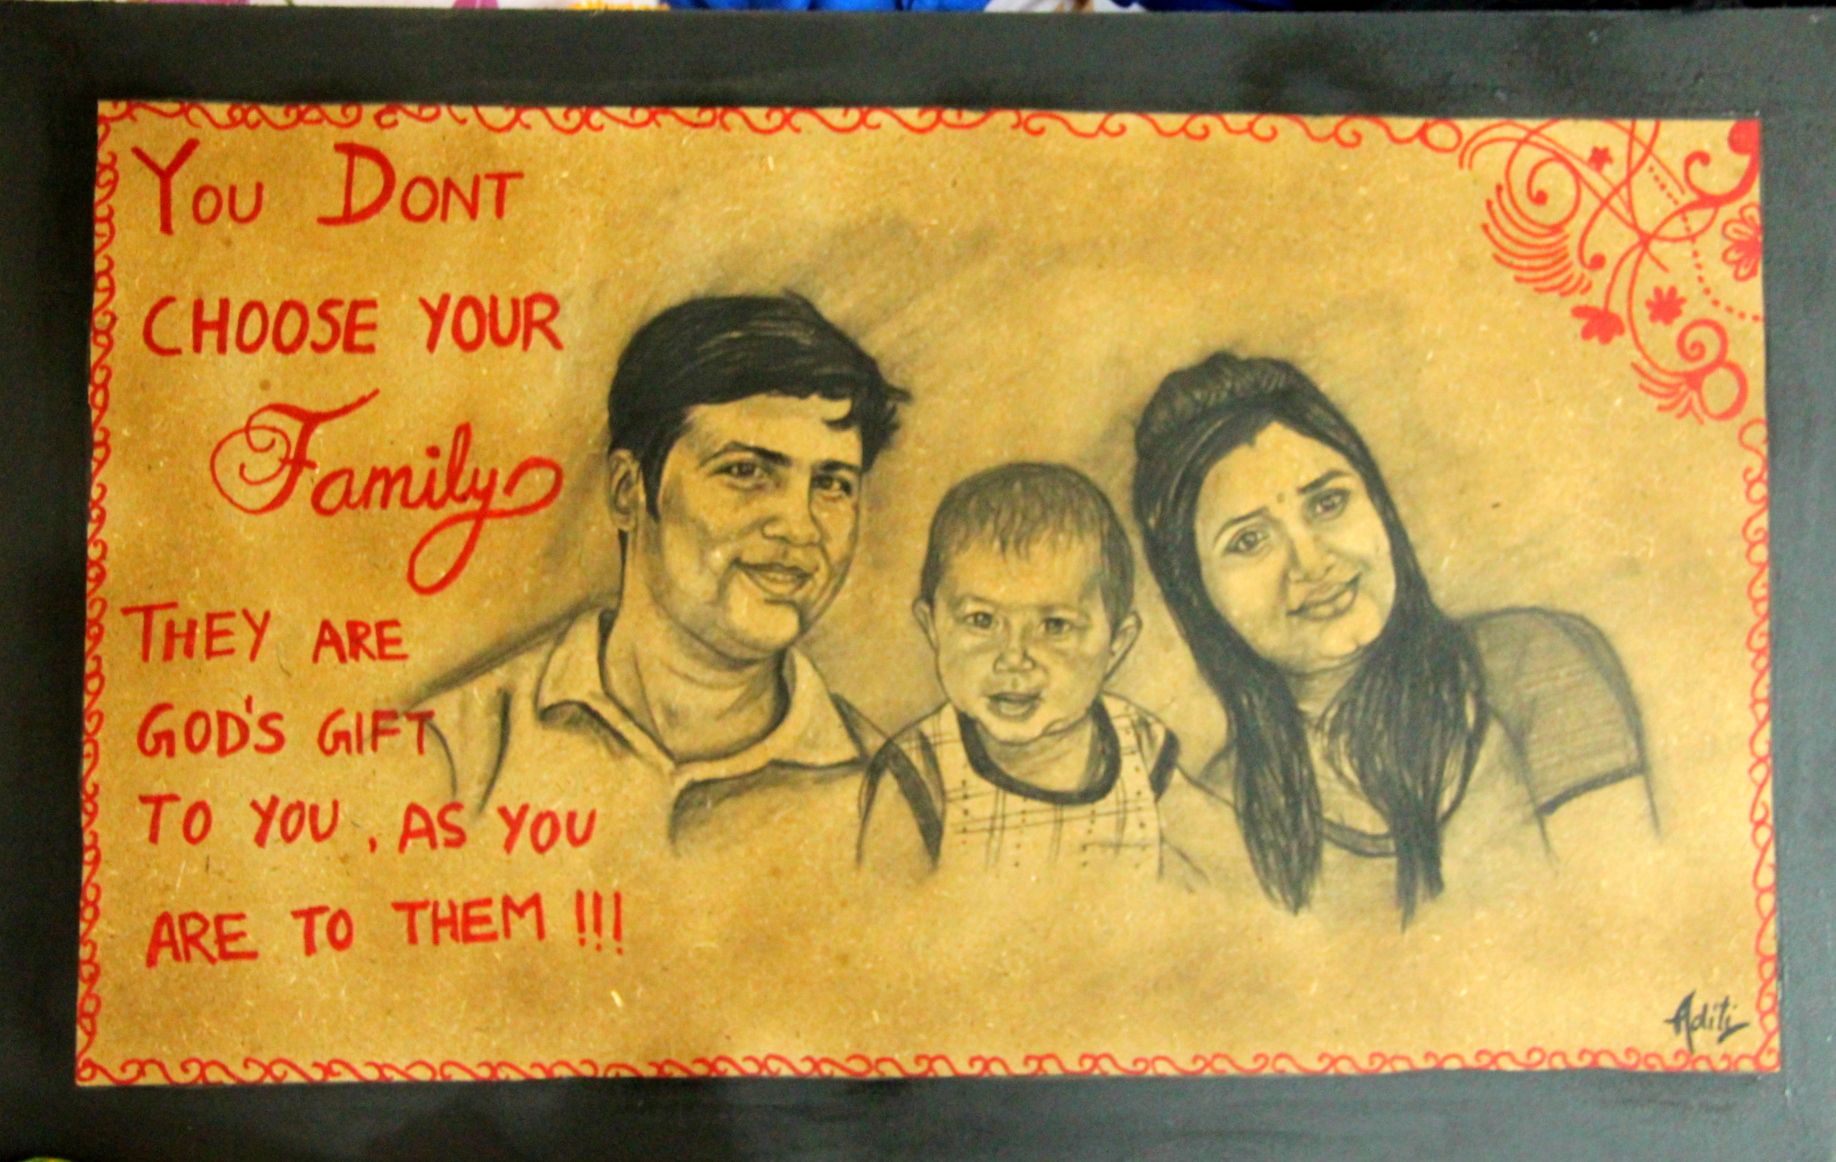 You Dont
CHOOSE YOUR
Family
THEY ARE
GOD'S GIFT
TO YOU, AS YOU
ARE TO THEM !!!
Aditi